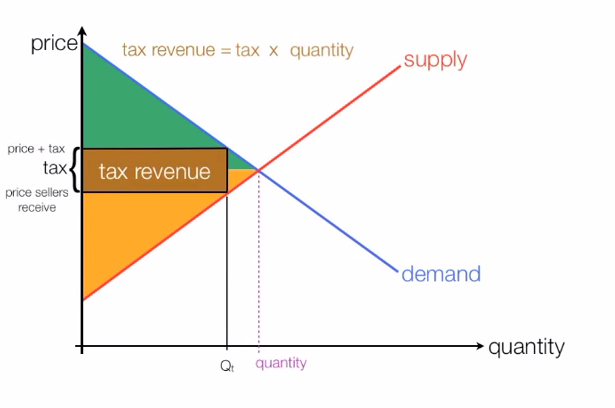 price
tax revenue = tax x quantity
supply
price + tax
tax
tax revenue
price sellers
receive
demand
quantity
Qt
quantity